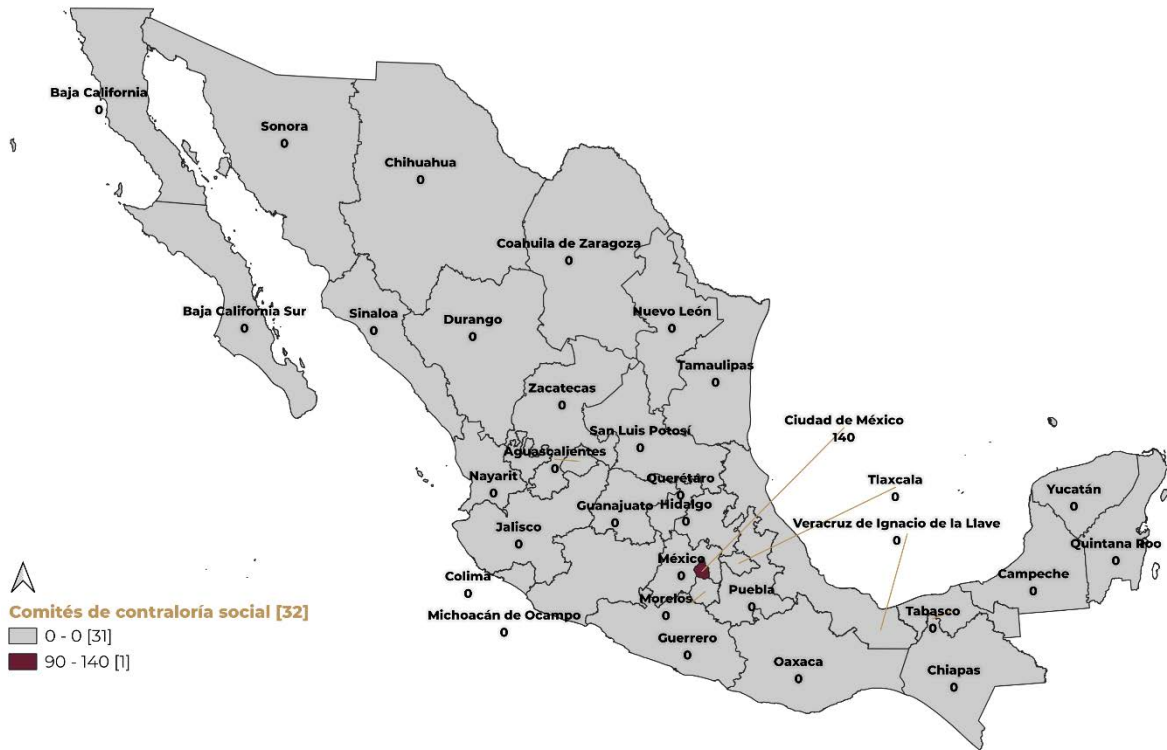 Baja California
0
Sonora
0
Chihuahua
0
Coahuila de Zaragoza
0
Baja California Sur
0
Sinaloa
0
Durango
0
Nuevo León
0
Tamaulipas
0
Zacatecas
0
San Luis Potosí
0
Ciudad de México
140
Aguascalientes
0
Nayarit
0
Querétaro
0
Tlaxcala
0
Yucatán
0
Guanajuato
0
Hidalgo
0
Jalisco
0
Veracruz de Ignacio de la Llave
0
Quintana Roo
0
México
0
Colima
0
Campeche
0
Puebla
0
Morelos
0
Michoacán de Ocampo
0
Tabasco
0
Guerrero
0
Oaxaca
0
Chiapas
0
Comités de contraloría social [32]
0 - 0 [31]
90 - 140 [1]